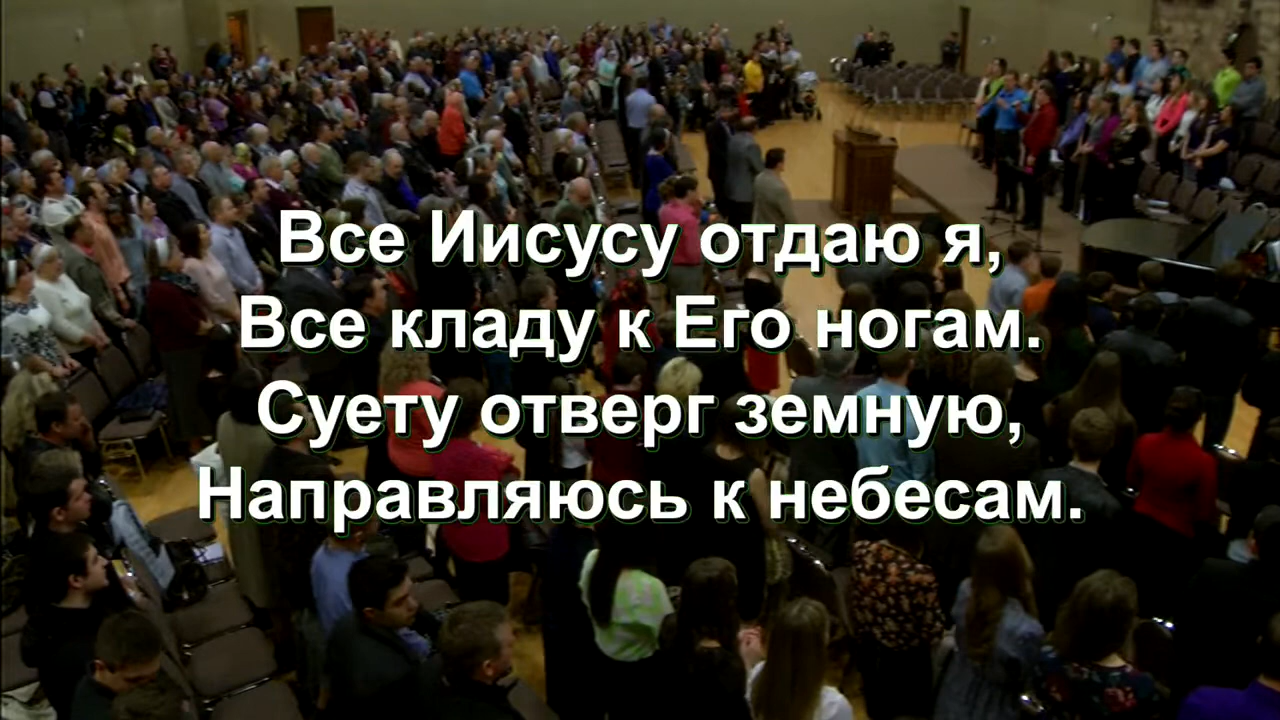 Все Иисусу отдаю я,
Все кладу к Его ногам.
Суету отверг земную,
Направляюсь к небесам.